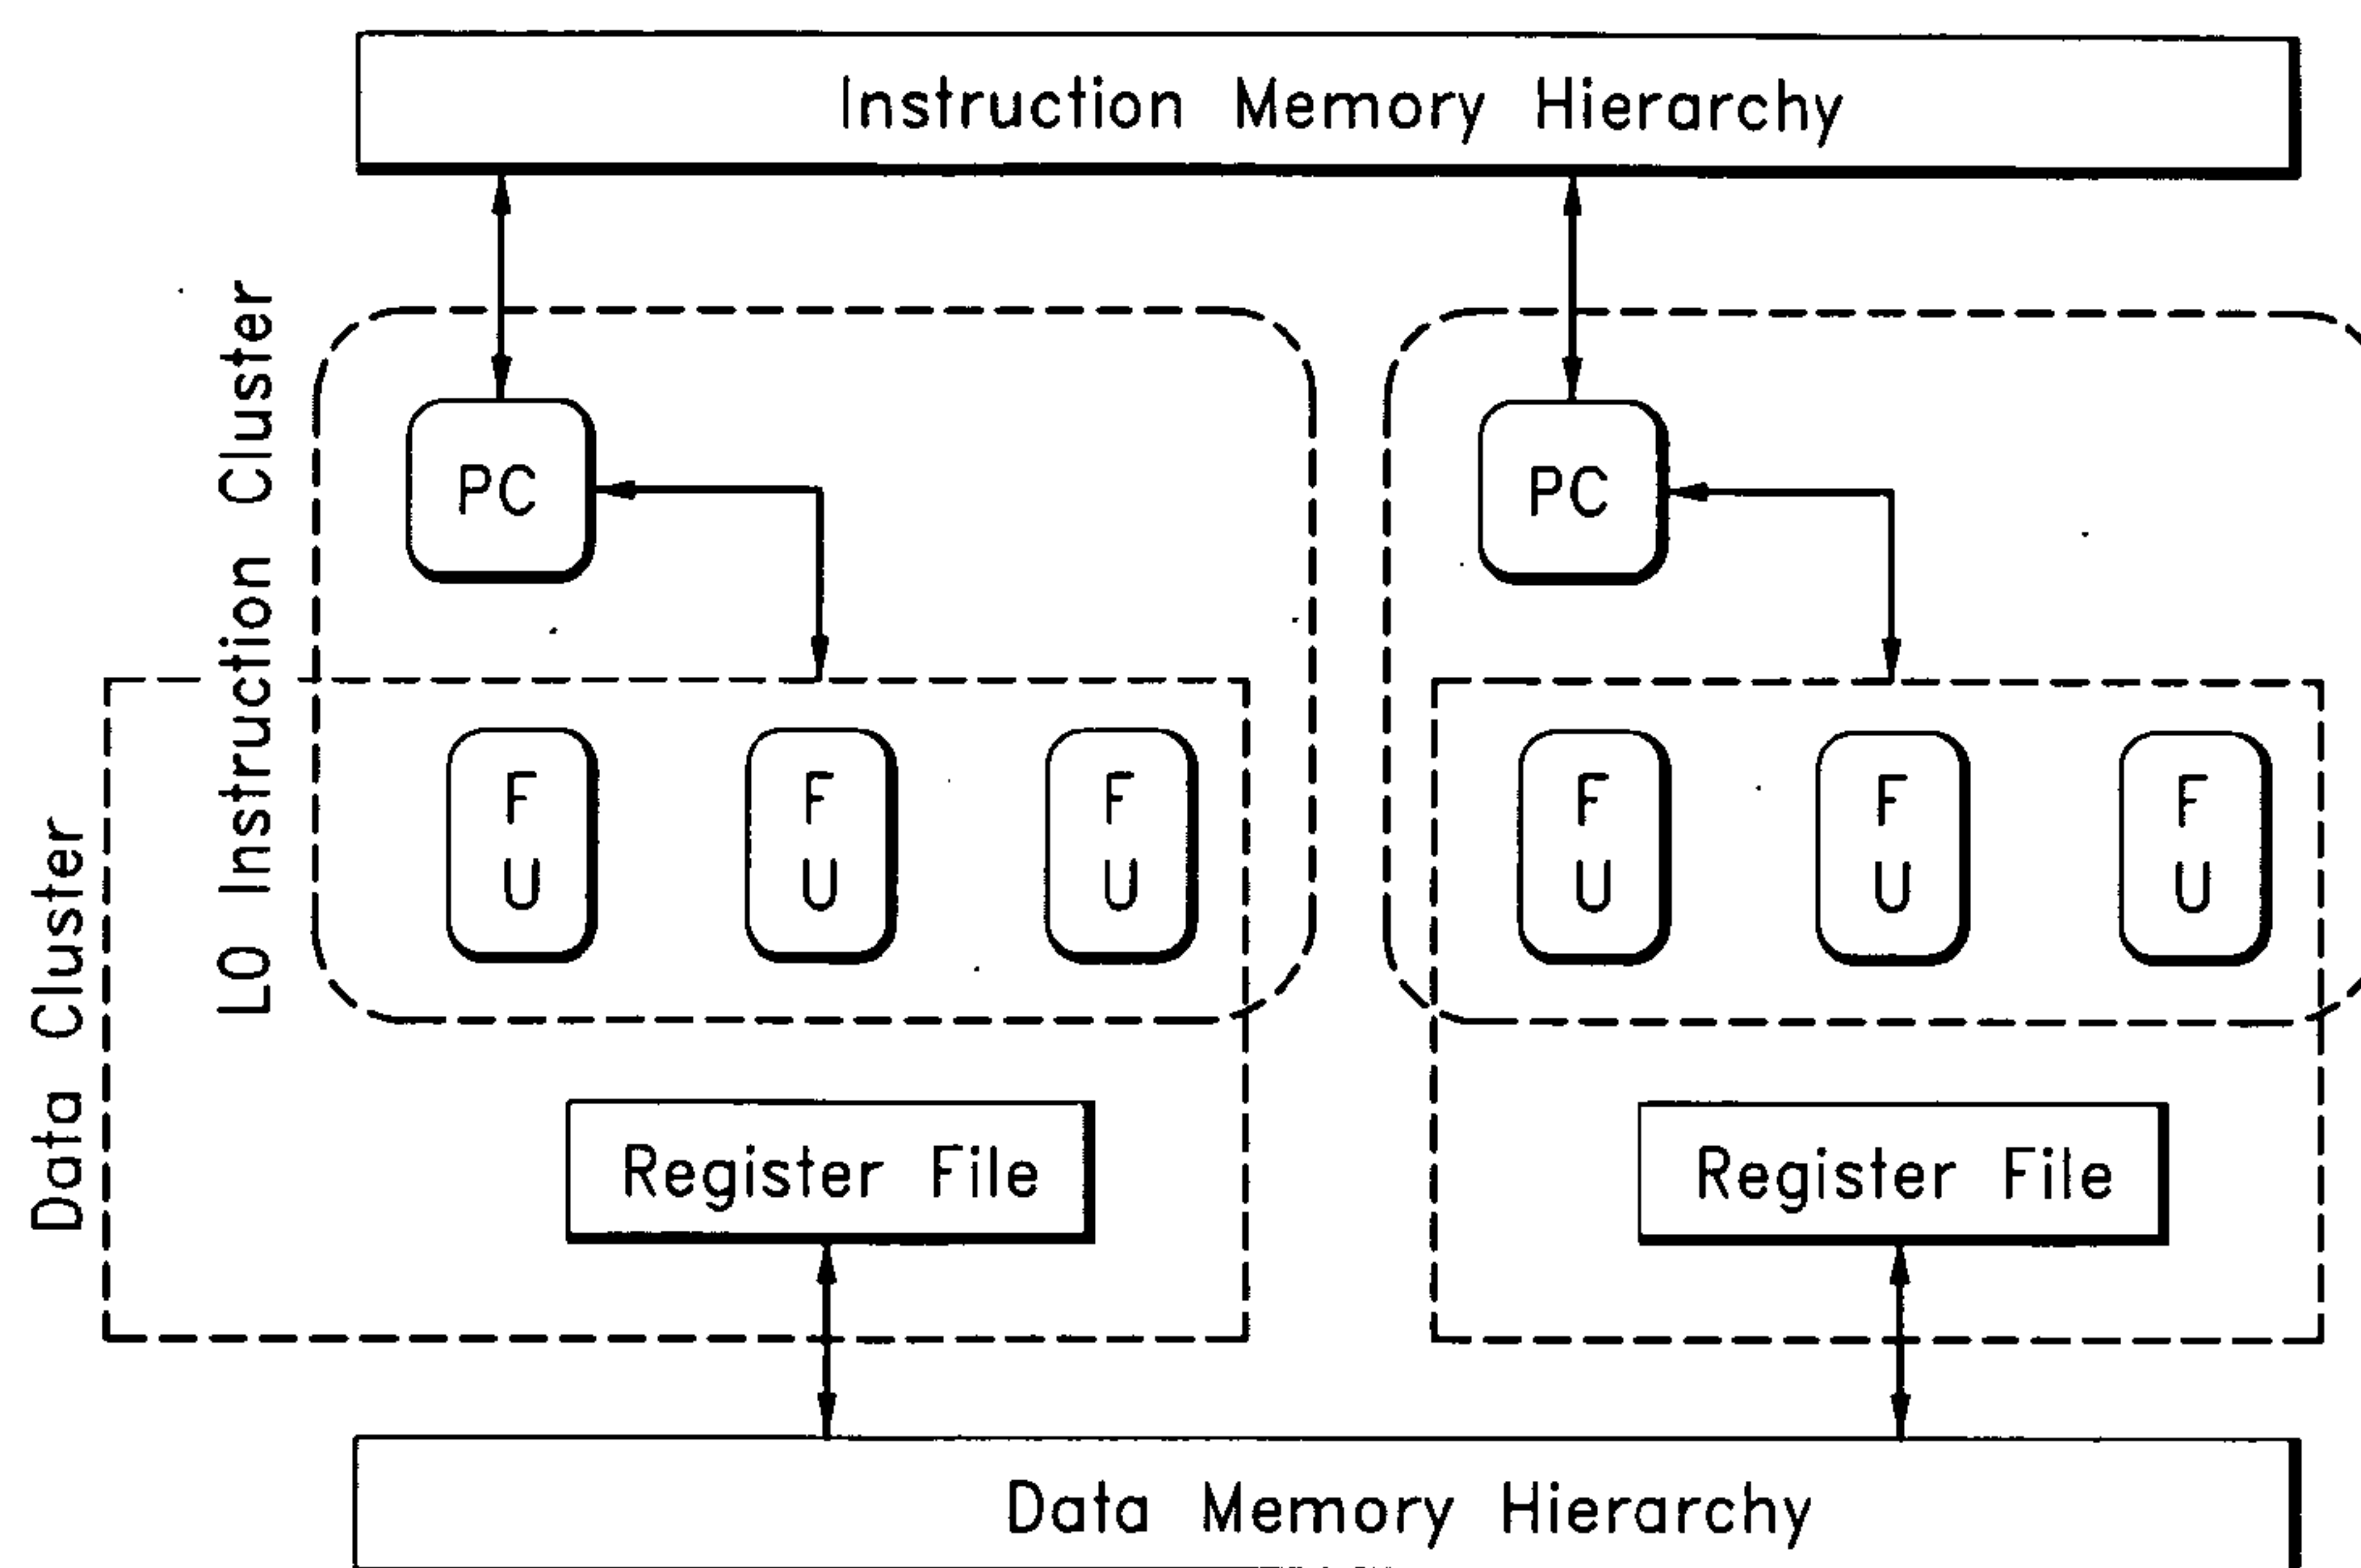 Instruction Memory Hierarchy
L0 Instruction Cluster
Data Cluster
PC
PC
F
U
F
U
F
U
F
U
F
U
F
U
Register File
Register File
Data Memory Hierarchy